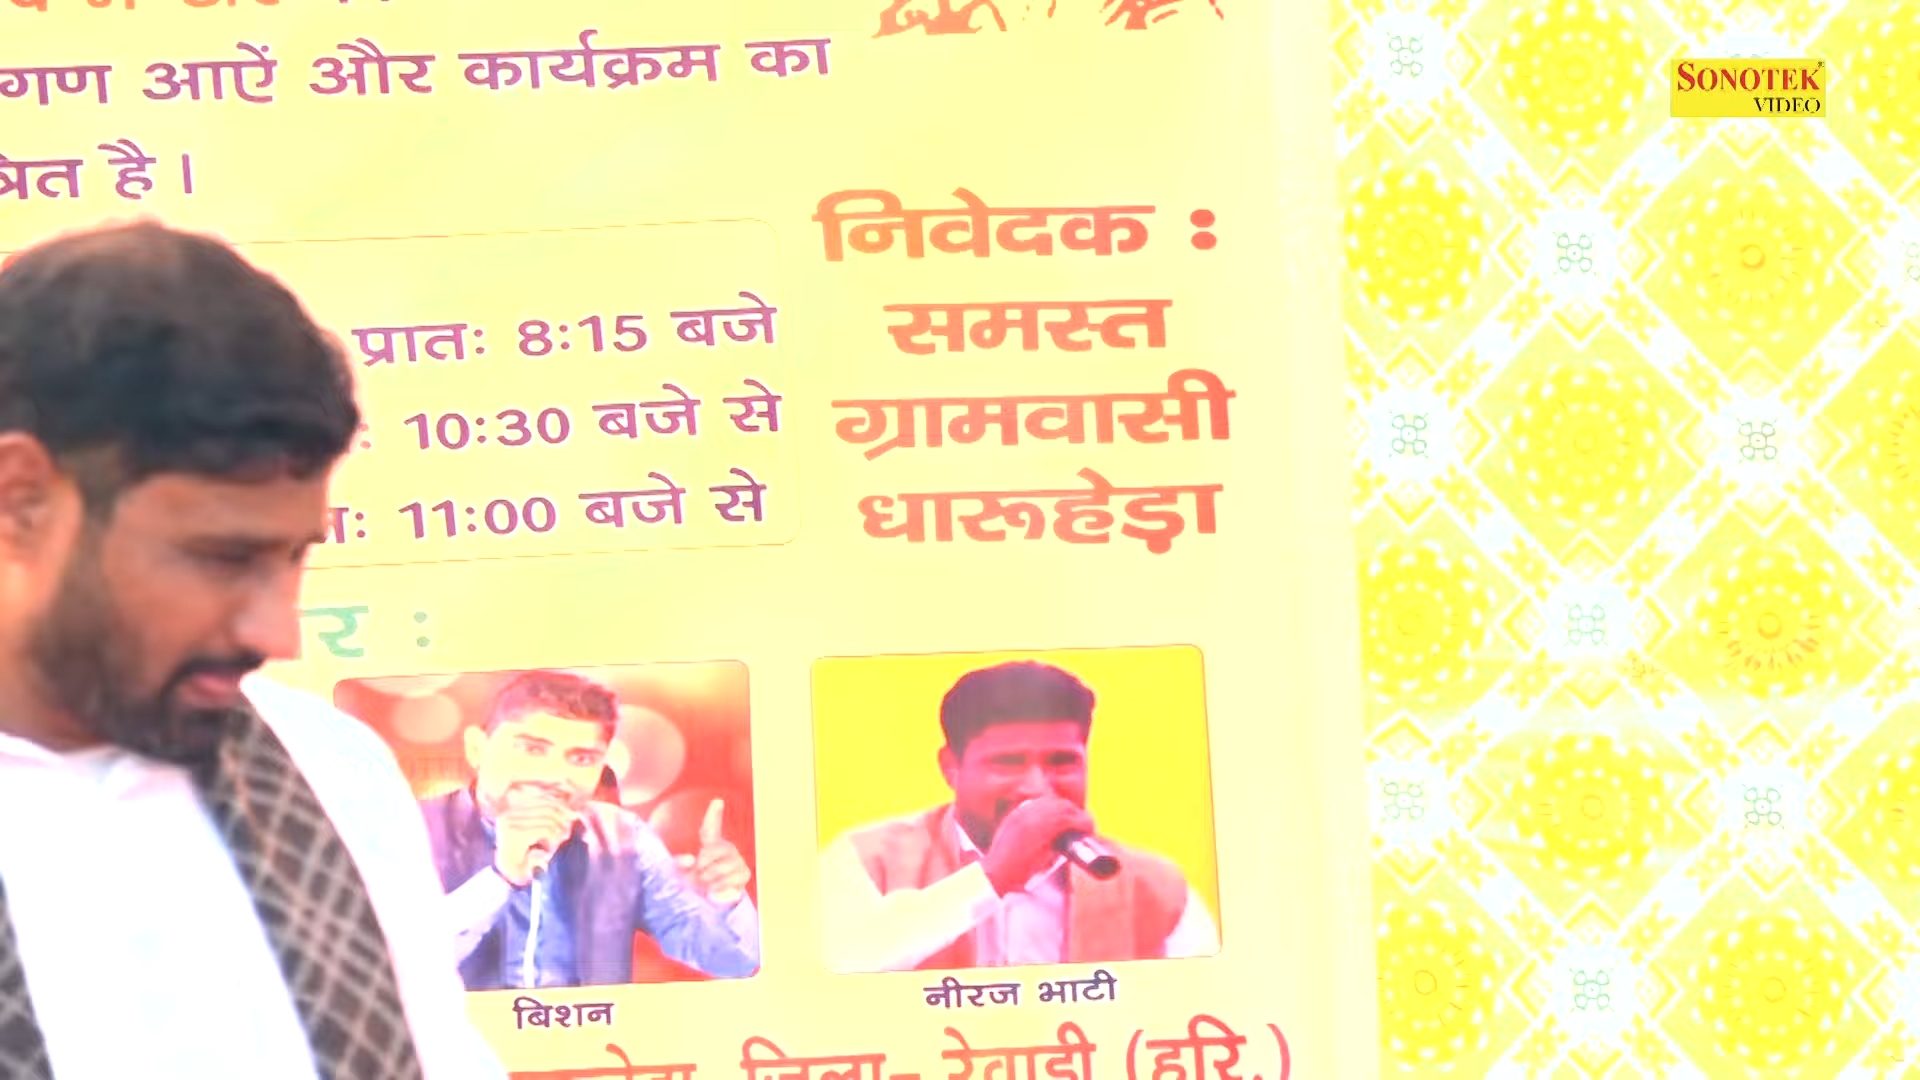 गण आऐं और कार्यक्रम का
है।
SONOTEK
VIDEO
प्रातः 8:15 बजे
10:30 बजे से
11:00 बजे से
निवेदक :
समस्त
ग्रामवासी
धारूहेड़ा
बिशन
नीरज भाटी
जिला- रेवाड़ी (हरि.)